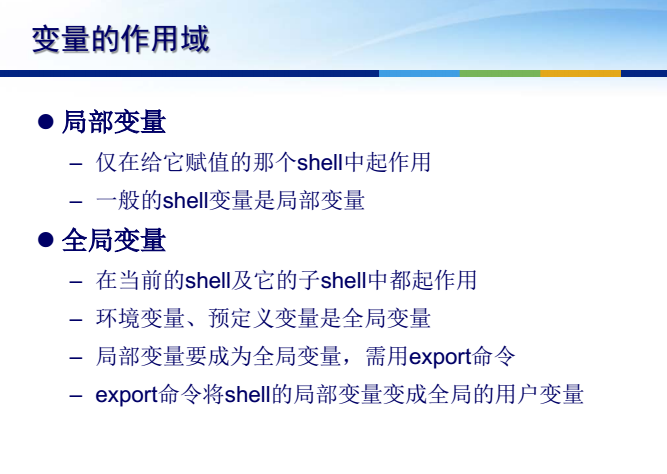 变量的作用域
● 局部变量
– 仅在给它赋值的那个shell中起作用
– 一般的shell变量是局部变量
● 全局变量
– 在当前的shell及它的子shell中都起作用
– 环境变量、预定义变量是全局变量
– 局部变量要成为全局变量，需用export命令
– export命令将shell的局部变量变成全局的用户变量